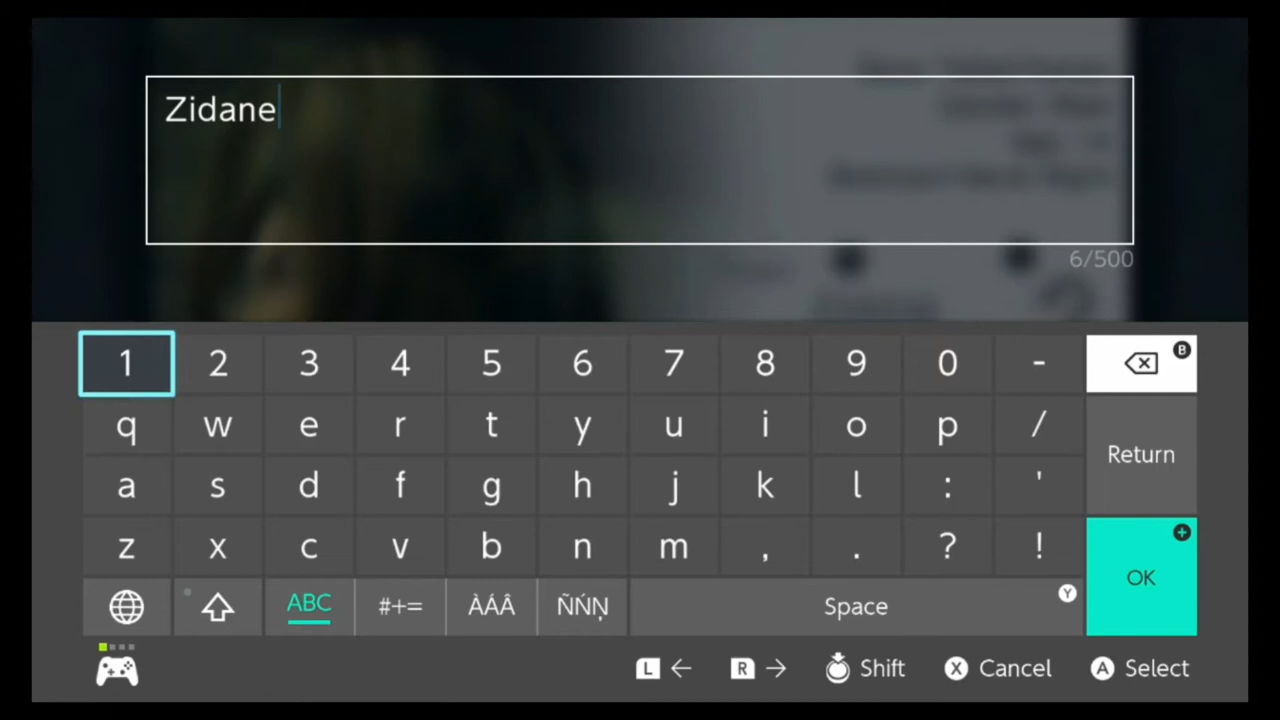 Zidane
6/500
1 2 3 4 5 6 7 8 9 0 - B
q w e r t y u i o p / Return
a s d f g h j k l : '
z x c v b n m , . ? ! + OK
ABC #+= ÀÁÂ ÑŃŅ Space Y
L ← R → Shift X Cancel A Select